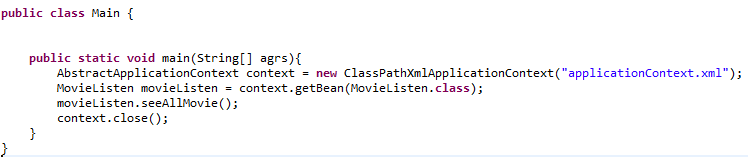 public class Main {
public static void main(String[] agrs){
AbstractApplicationContext context = new ClassPathXmlApplicationContext("applicationContext.xml");
MovieListen movieListen = context.getBean(MovieListen.class);
movieListen.seeAllMovie();
context.close();
}
}